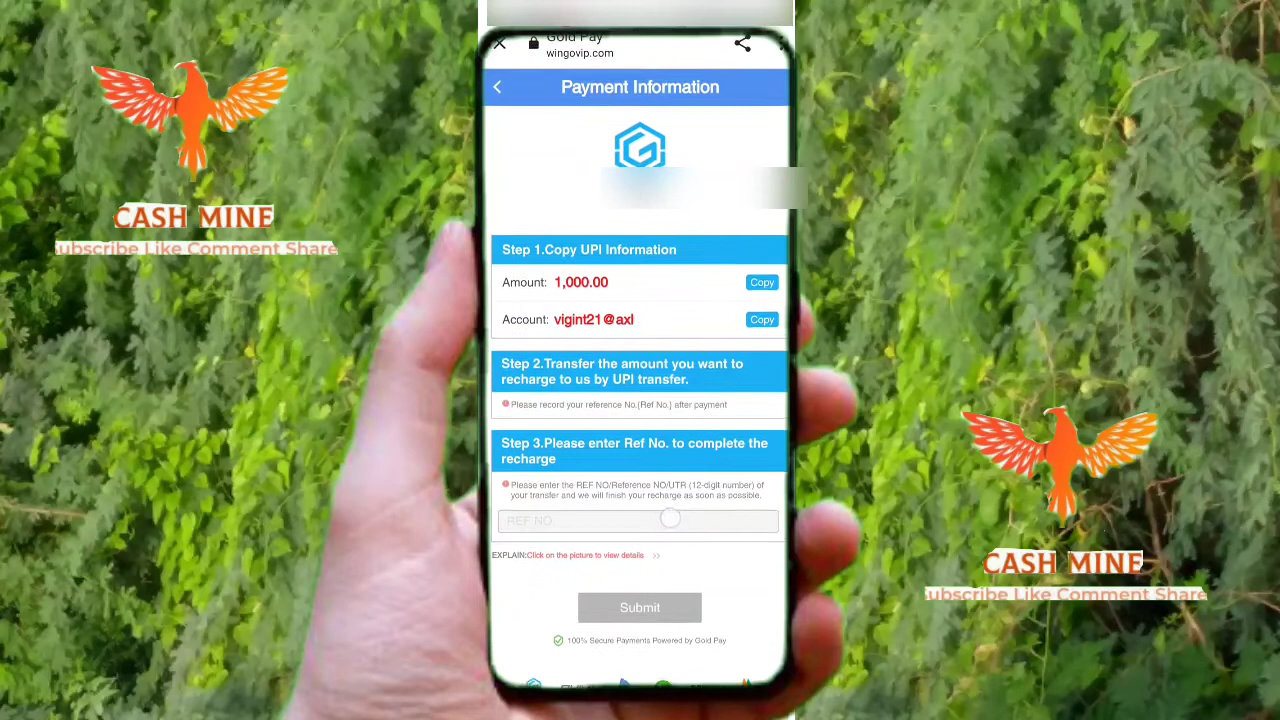 Gold Pay
wingovip.com
Payment Information
CASH MINE
Subscribe Like Comment Share
Step 1.Copy UPI Information
Amount: 1,000.00 Copy
Account: vigint21@axl Copy
Step 2.Transfer the amount you want to
recharge to us by UPI transfer.
Please record your reference No.(Ref No.) after payment
Step 3.Please enter Ref No. to complete the
recharge
Please enter the REF NO/Reference NO/UTR (12-digit number) of
your transfer and we will finish your recharge as soon as possible.
REF NO.
EXPLAIN:Click on the picture to view details >>
CASH MINE
Subscribe Like Comment Share
Submit
100% Secure Payments Powered by Gold Pay